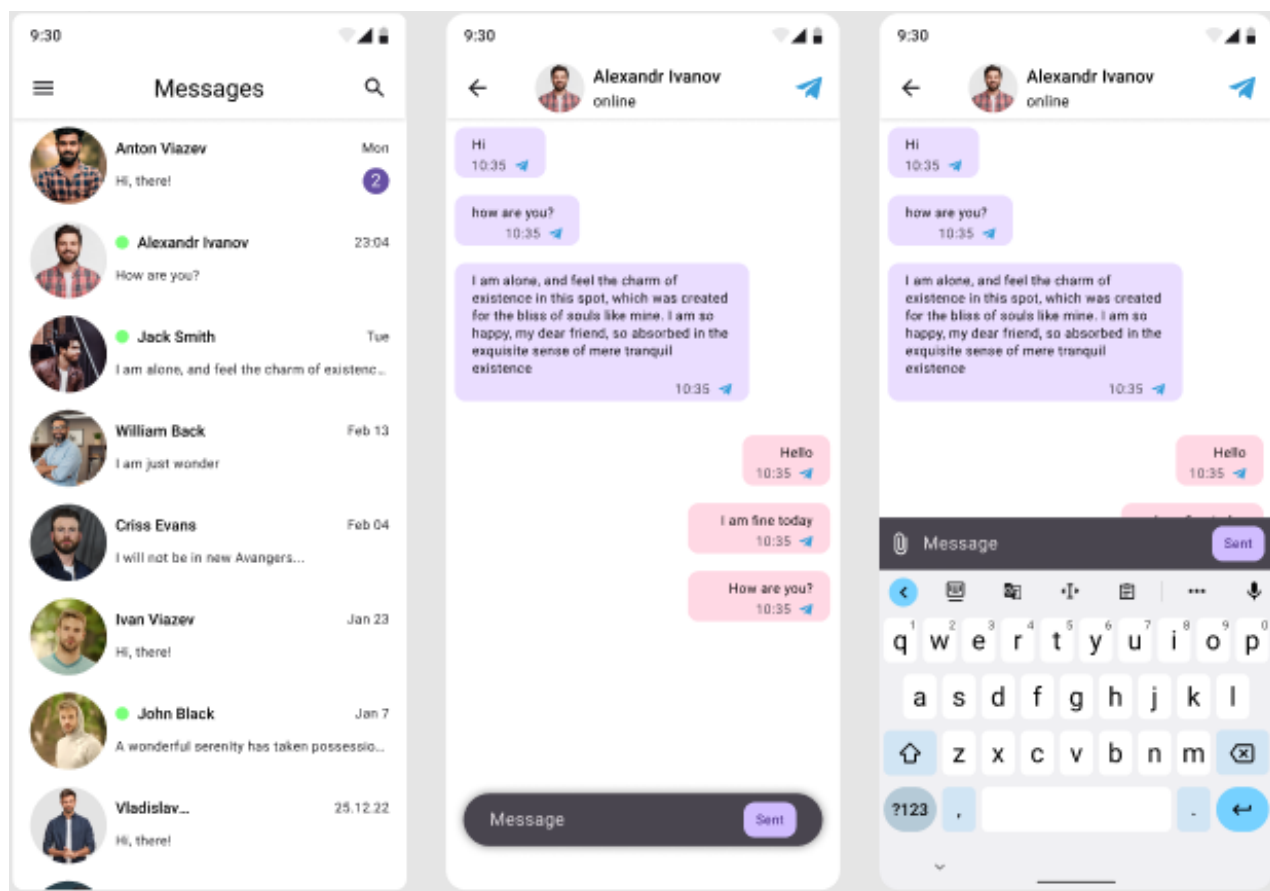 9:30
Messages
Anton Viazev Mon
Hi, there! 2
Alexandr Ivanov 23:04
How are you?
Jack Smith Tue
I am alone, and feel the charm of existenc...
William Back Feb 13
I am just wonder
Criss Evans Feb 04
I will not be in new Avangers...
Ivan Viazev Jan 23
Hi, there!
John Black Jan 7
A wonderful serenity has taken possessio...
Vladislav... 25.12.22
Hi, there!
9:30
Alexandr Ivanov
online
Hi
10:35
how are you?
10:35
I am alone, and feel the charm of
existence in this spot, which was created
for the bliss of souls like mine. I am so
happy, my dear friend, so absorbed in the
exquisite sense of mere tranquil
existence
10:35
Hello
10:35
I am fine today
10:35
How are you?
10:35
Message Sent
9:30
Alexandr Ivanov
online
Hi
10:35
how are you?
10:35
I am alone, and feel the charm of
existence in this spot, which was created
for the bliss of souls like mine. I am so
happy, my dear friend, so absorbed in the
exquisite sense of mere tranquil
existence
10:35
Hello
10:35
Message Sent
1 2 3 4 5 6 7 8 9 0
q w e r t y u i o p
a s d f g h j k l
z x c v b n m
?123 , .